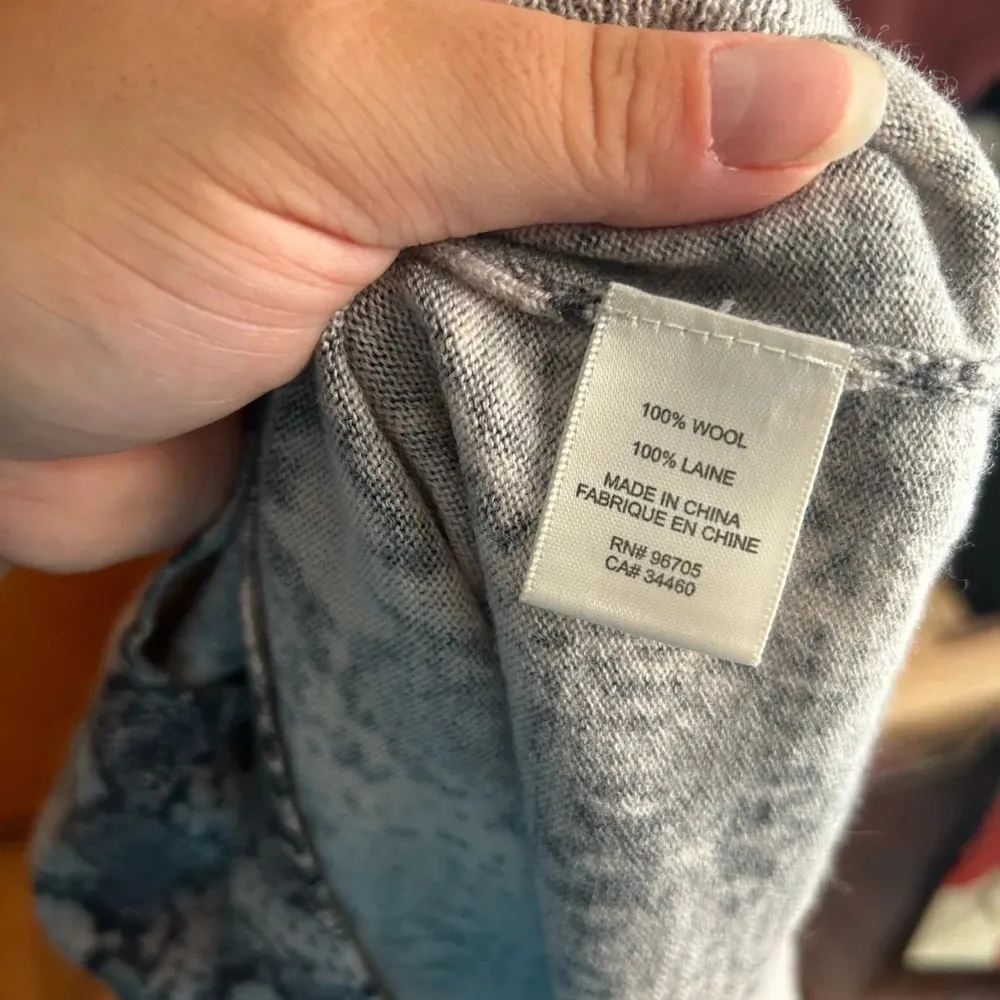 100% WOOL
100% LAINE
MADE IN CHINA
FABRIQUE EN CHINE
RN# 96705
CA# 34460